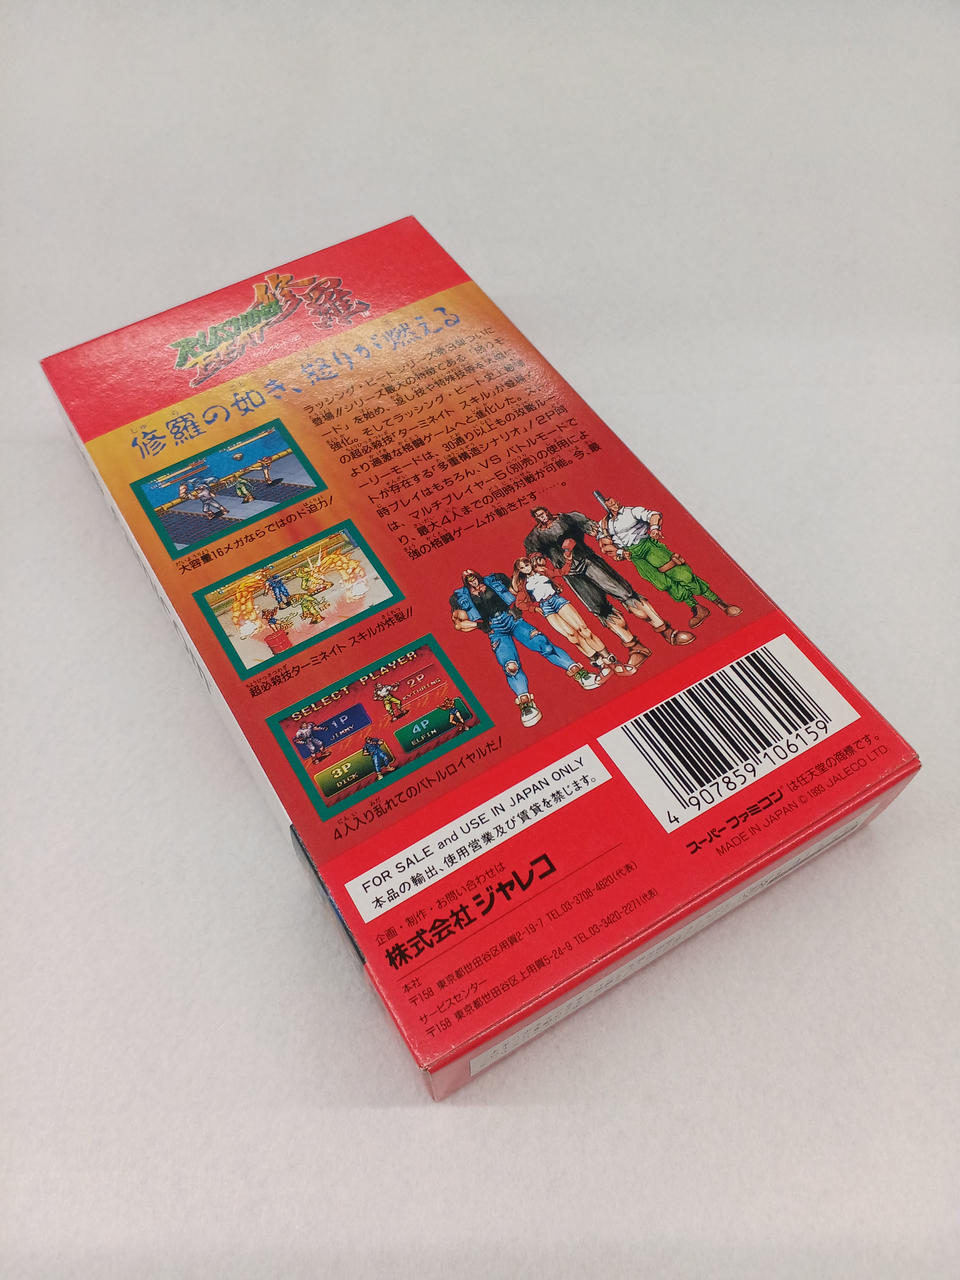 RUSHING
ビート修羅
修羅の如き、怒りが燃える
ラッシング・ビートシリーズ第3弾ついに
登場!!シリーズ最大の特徴である「怒りモ
ード」を始め、返し技や特殊技等を大幅に
強化。そしてラッシング・ビート史上最強
の超必殺技「ターミネイト スキル」が登場。
より過激な格闘ゲームへと進化した。スト
ーリーモードは、30通り以上もの攻略ルー
トが存在する「多重構造シナリオ」!2P同
時プレイはもちろん、VS バトルモードで
は、マルチプレイヤー5(別売)の使用によ
り、最大4人までの同時対戦が可能。今、最
強の格闘ゲームが動きだす……。
大容量16メガならではのド迫力!
超必殺技ターミネイト スキルが炸裂!!
SELECT PLAYER
1P
JIMMY
2P
3P
DICK
4P
ELFIN
4人入り乱れてのバトルロイヤルだ!
4907859106159
FOR SALE and USE IN JAPAN ONLY
本品の輸出、使用営業及び賃貸を禁じます。
スーパーファミコンは任天堂の商標です。
MADE IN JAPAN © 1993 JALECO LTD.
企画・制作・お問い合わせは
株式会社ジャレコ
本社
〒158 東京都世田谷区用賀2-19-7 TEL.03-3708-4820(代表)
サービスセンター
〒158 東京都世田谷区上用賀5-24-9 TEL.03-3420-2271(代表)